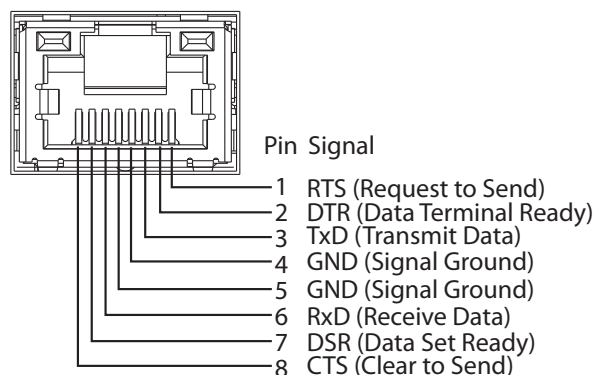 Pin Signal
1 RTS (Request to Send)
2 DTR (Data Terminal Ready)
3 TxD (Transmit Data)
4 GND (Signal Ground)
5 GND (Signal Ground)
6 RxD (Receive Data)
7 DSR (Data Set Ready)
8 CTS (Clear to Send)